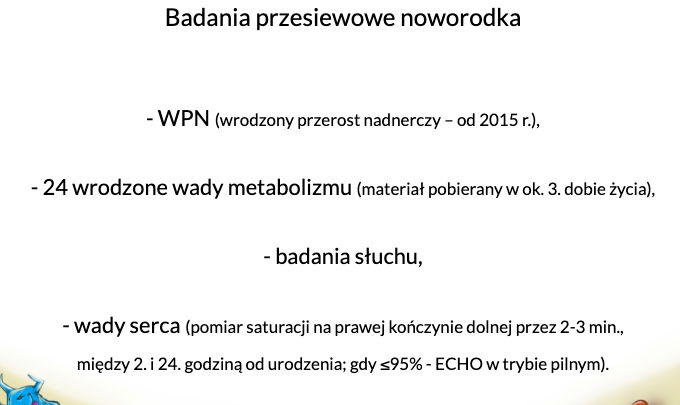 Badania przesiewowe noworodka
- WPN (wrodzony przerost nadnerczy – od 2015 r.),
- 24 wrodzone wady metabolizmu (materiał pobierany w ok. 3. dobie życia),
- badania słuchu,
- wady serca (pomiar saturacji na prawej kończynie dolnej przez 2-3 min.,
między 2. i 24. godziną od urodzenia; gdy ≤95% - ECHO w trybie pilnym).